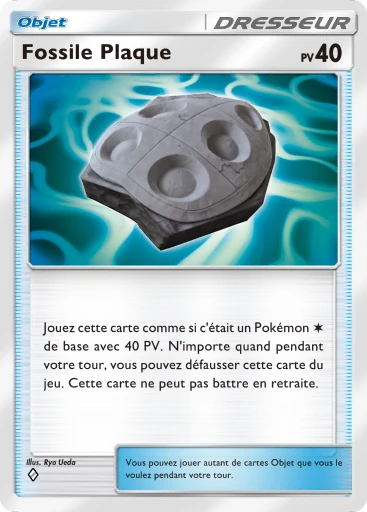 Objet
DRESSEUR
Fossile Plaque
PV40
Jouez cette carte comme si c'était un Pokémon
de base avec 40 PV. N'importe quand pendant
votre tour, vous pouvez défausser cette carte du
jeu. Cette carte ne peut pas battre en retraite.
Illus. Ryo Ueda
Vous pouvez jouer autant de cartes Objet que vous le
voulez pendant votre tour.